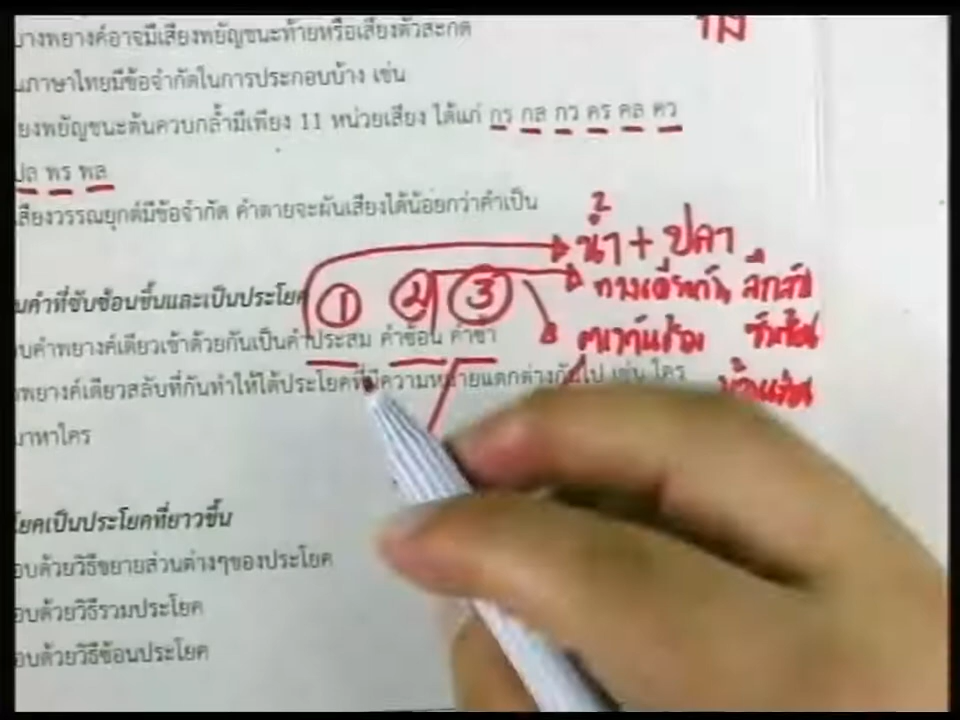 บางพยางค์อาจมีเสียงพยัญชนะท้ายหรือเสียงตัวสะกด
นภาษาไทยมีข้อจำกัดในการประกอบบ้าง เช่น
ยงพยัญชนะต้นควบกล้ำมีเพียง 11 หน่วยเสียง ได้แก่ กร กล กว คร คล คว
ปล พร พล
เสียงวรรณยุกต์มีข้อจำกัด คำตายจะผันเสียงได้น้อยกว่าคำเป็น
2
น้ำ + ปลา
นคำที่ซับซ้อนขึ้นและเป็นประโยค
1 2 3
บคำพยางค์เดียวเข้าด้วยกันเป็นคำประสม คำซ้อน คำซ้ำ
พยางค์เดียวสลับที่กันทำให้ได้ประโยคที่มีความหมายแตกต่างกันไป เช่น ใคร
มาหาใคร
โยคเป็นประโยคที่ยาวขึ้น
อบด้วยวิธีขยายส่วนต่างๆของประโยค
อบด้วยวิธีรวมประโยค
อบด้วยวิธีซ้อนประโยค